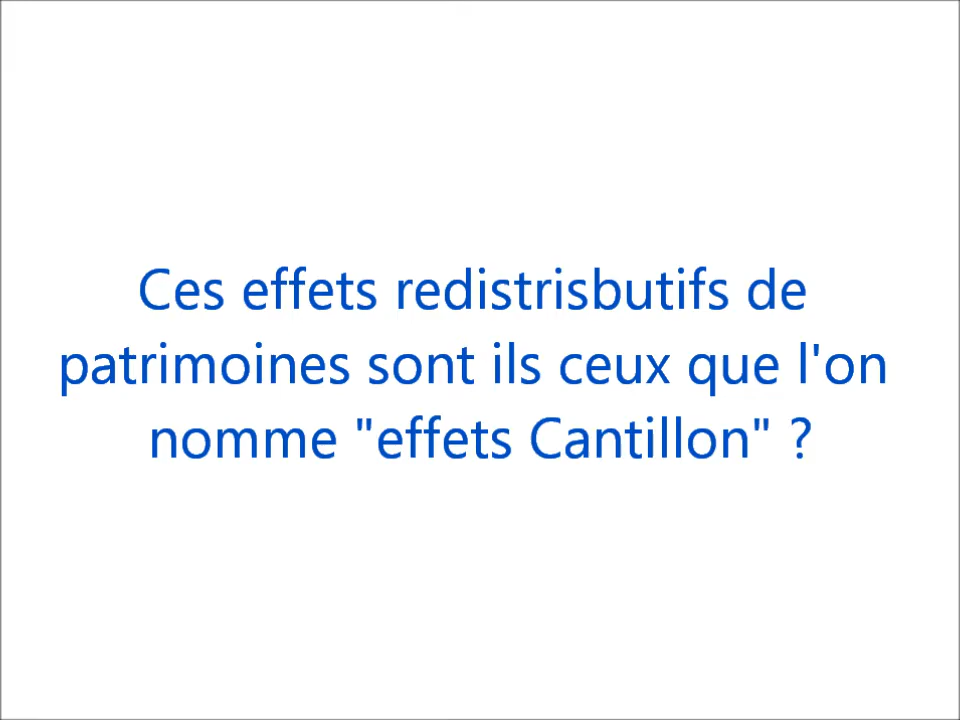 Ces effets redistrisbutifs de
patrimoines sont ils ceux que l'on
nomme "effets Cantillon" ?